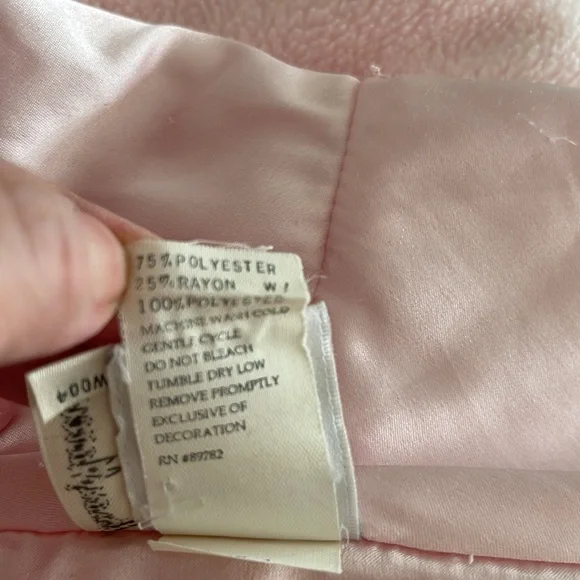 75% POLYESTER
25% RAYON W/
100% POLYESTER
MACHINE WASH COLD
GENTLE CYCLE
DO NOT BLEACH
TUMBLE DRY LOW
REMOVE PROMPTLY
EXCLUSIVE OF
DECORATION
RN #89782
W004